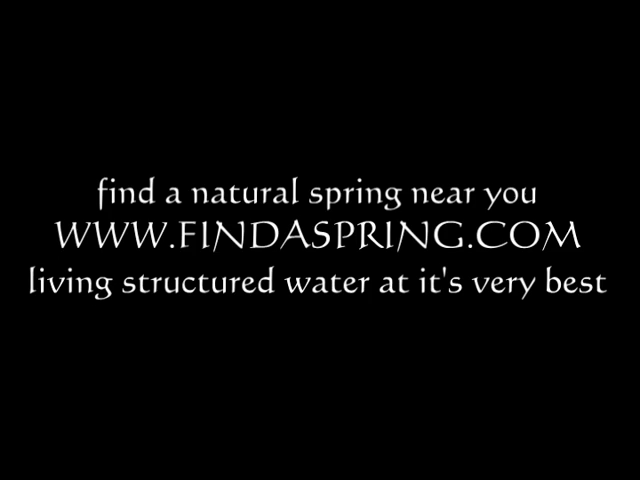 find a natural spring near you
WWW.FINDASPRING.COM
living structured water at it's very best